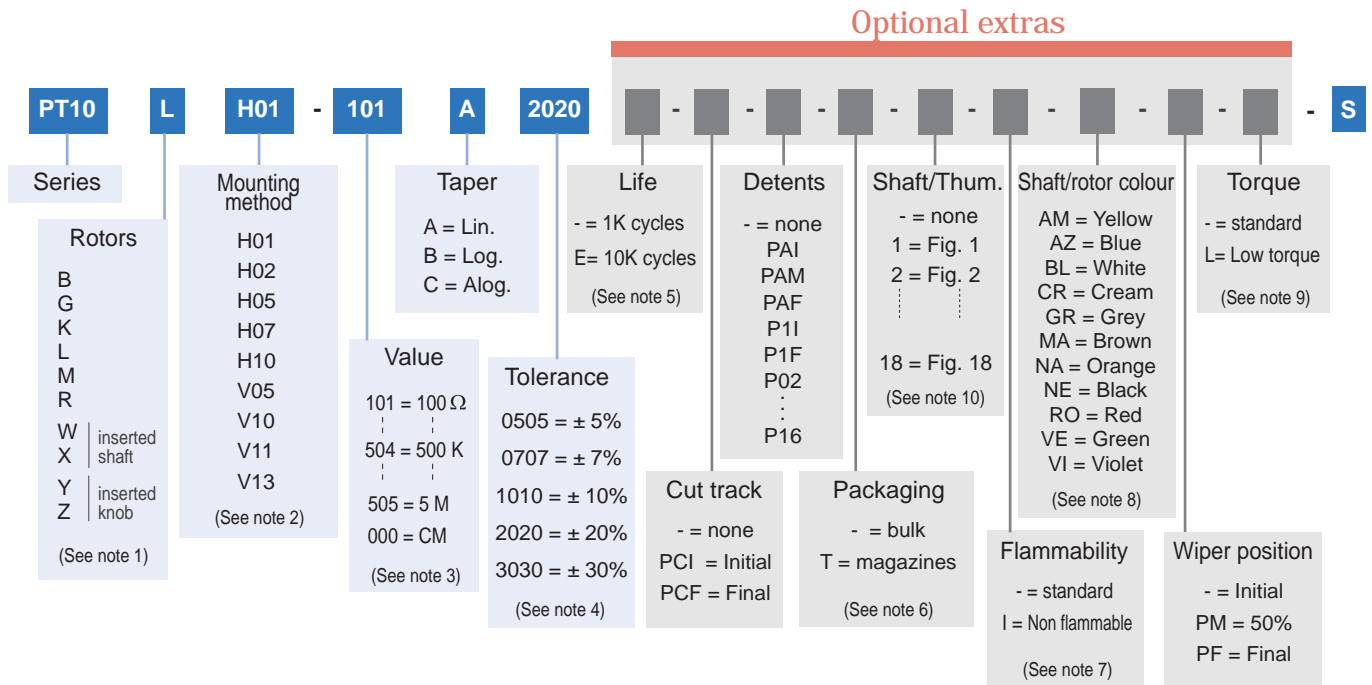 Optional extras
PT10 L H01 - 101 A 2020 - - - - - - - - - S
Series
Rotors
B
G
K
L
M
R
W
X
inserted
shaft
Y
Z
inserted
knob
(See note 1)
Mounting
method
H01
H02
H05
H07
H10
V05
V10
V11
V13
(See note 2)
Value
101 = 100 Ω
504 = 500 K
505 = 5 M
000 = CM
(See note 3)
Taper
A = Lin.
B = Log.
C = Alog.
Tolerance
0505 = ± 5%
0707 = ± 7%
1010 = ± 10%
2020 = ± 20%
3030 = ± 30%
(See note 4)
Life
- = 1K cycles
E= 10K cycles
(See note 5)
Cut track
- = none
PCI = Initial
PCF = Final
Detents
- = none
PAI
PAM
PAF
P1I
P1F
P02
:
P16
Packaging
- = bulk
T = magazines
(See note 6)
Shaft/Thum.
- = none
1 = Fig. 1
2 = Fig. 2
18 = Fig. 18
(See note 10)
Flammability
- = standard
I = Non flammable
(See note 7)
Shaft/rotor colour
AM = Yellow
AZ = Blue
BL = White
CR = Cream
GR = Grey
MA = Brown
NA = Orange
NE = Black
RO = Red
VE = Green
VI = Violet
(See note 8)
Wiper position
- = Initial
PM = 50%
PF = Final
Torque
- = standard
L= Low torque
(See note 9)